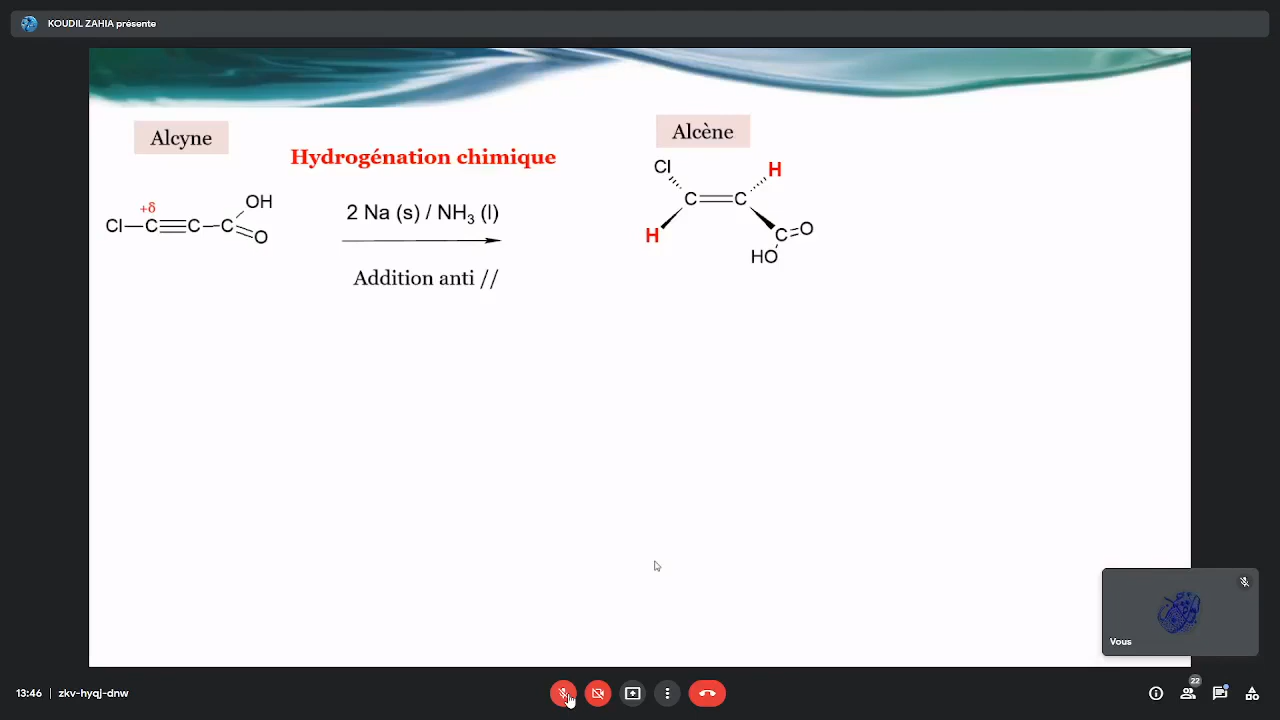 KOUDIL ZAHIA présente
Alcyne
Alcène
Hydrogénation chimique
2 Na (s) / NH₃ (l)
Addition anti //
+δ
Cl—C≡C—C
OH
O
Cl
H
C=C
H
C=O
HO
Vous
13:46 | zkv-hyqj-dnw
22